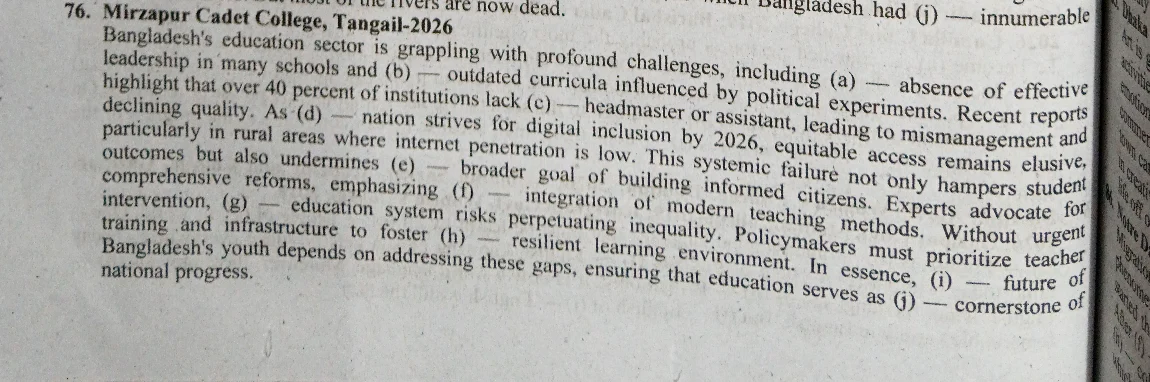 of the rivers are now dead.
Bangladesh had (j) — innumerable
76. Mirzapur Cadet College, Tangail-2026
Bangladesh's education sector is grappling with profound challenges, including (a) — absence of effective
leadership in many schools and (b) — outdated curricula influenced by political experiments. Recent reports
highlight that over 40 percent of institutions lack (c) — headmaster or assistant, leading to mismanagement and
declining quality. As (d) — nation strives for digital inclusion by 2026, equitable access remains elusive,
particularly in rural areas where internet penetration is low. This systemic failure not only hampers student
outcomes but also undermines (e) — broader goal of building informed citizens. Experts advocate for
comprehensive reforms, emphasizing (f) — integration of modern teaching methods. Without urgent
intervention, (g) — education system risks perpetuating inequality. Policymakers must prioritize teacher
training and infrastructure to foster (h) — resilient learning environment. In essence, (i) — future of
Bangladesh's youth depends on addressing these gaps, ensuring that education serves as (j) — cornerstone of
national progress.
Dhaka
Art is